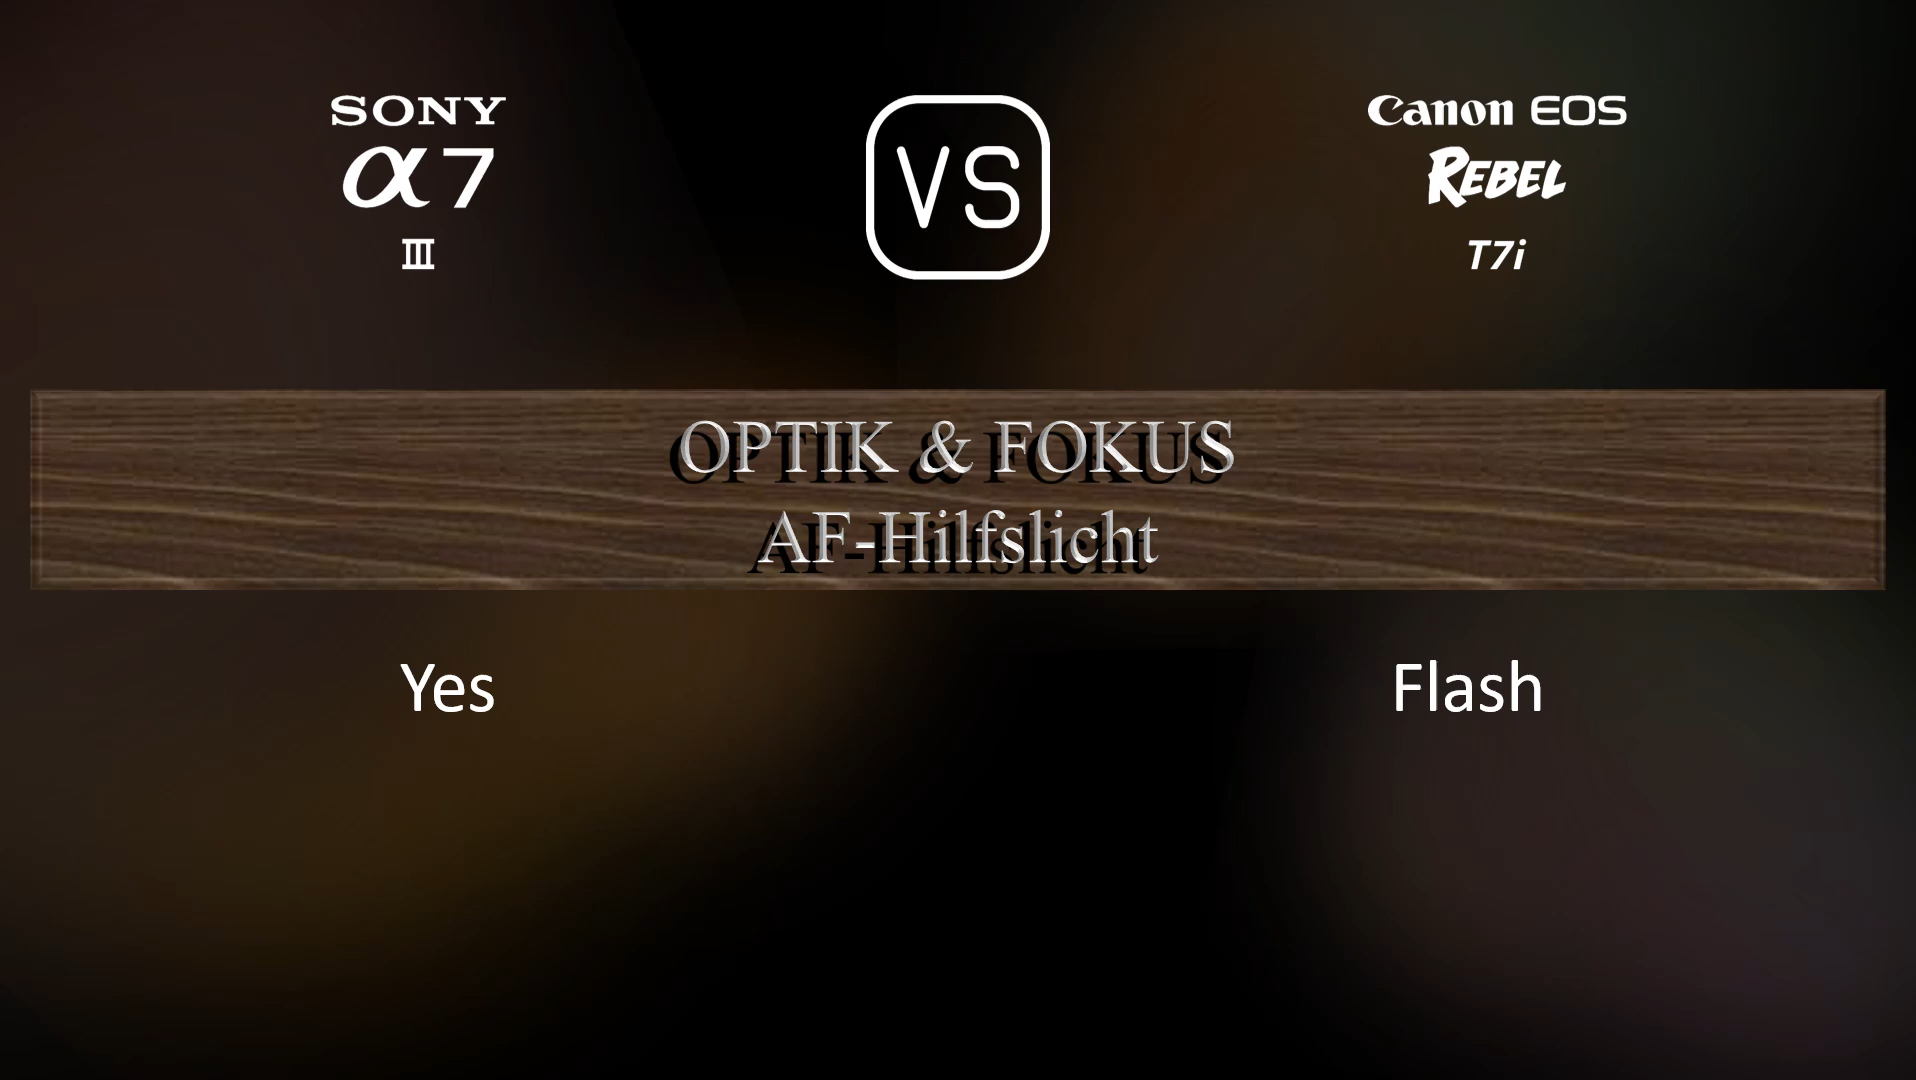 SONY
α7
III
VS
Canon EOS
REBEL
T7i
OPTIK & FOKUS
AF-Hilfslicht
Yes
Flash